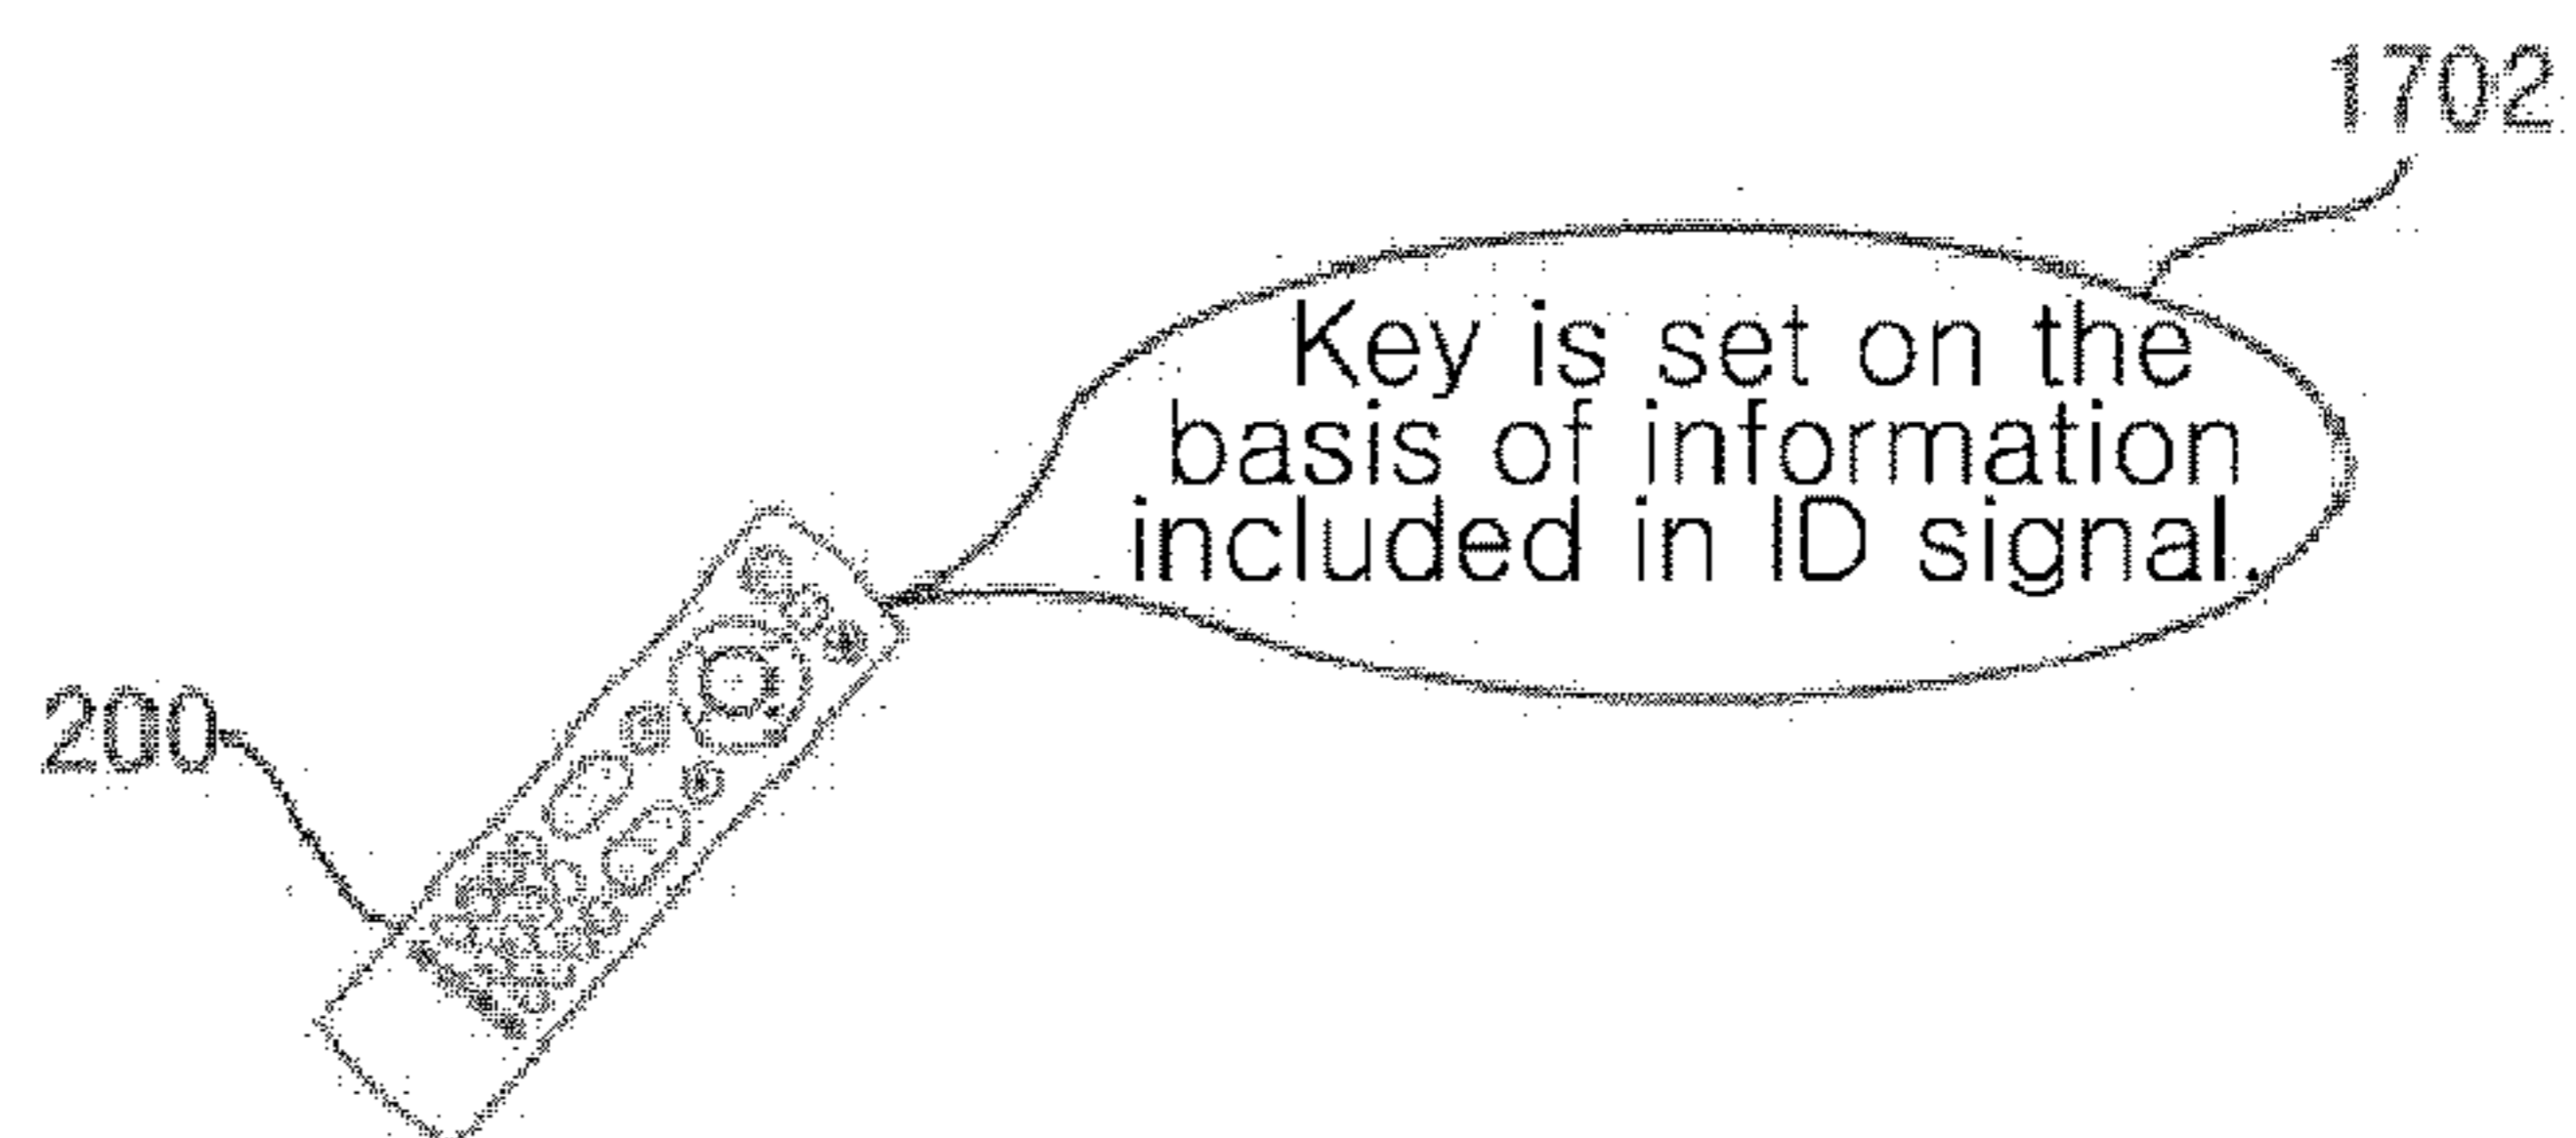 1702
Key is set on the
basis of information
included in ID signal.
200